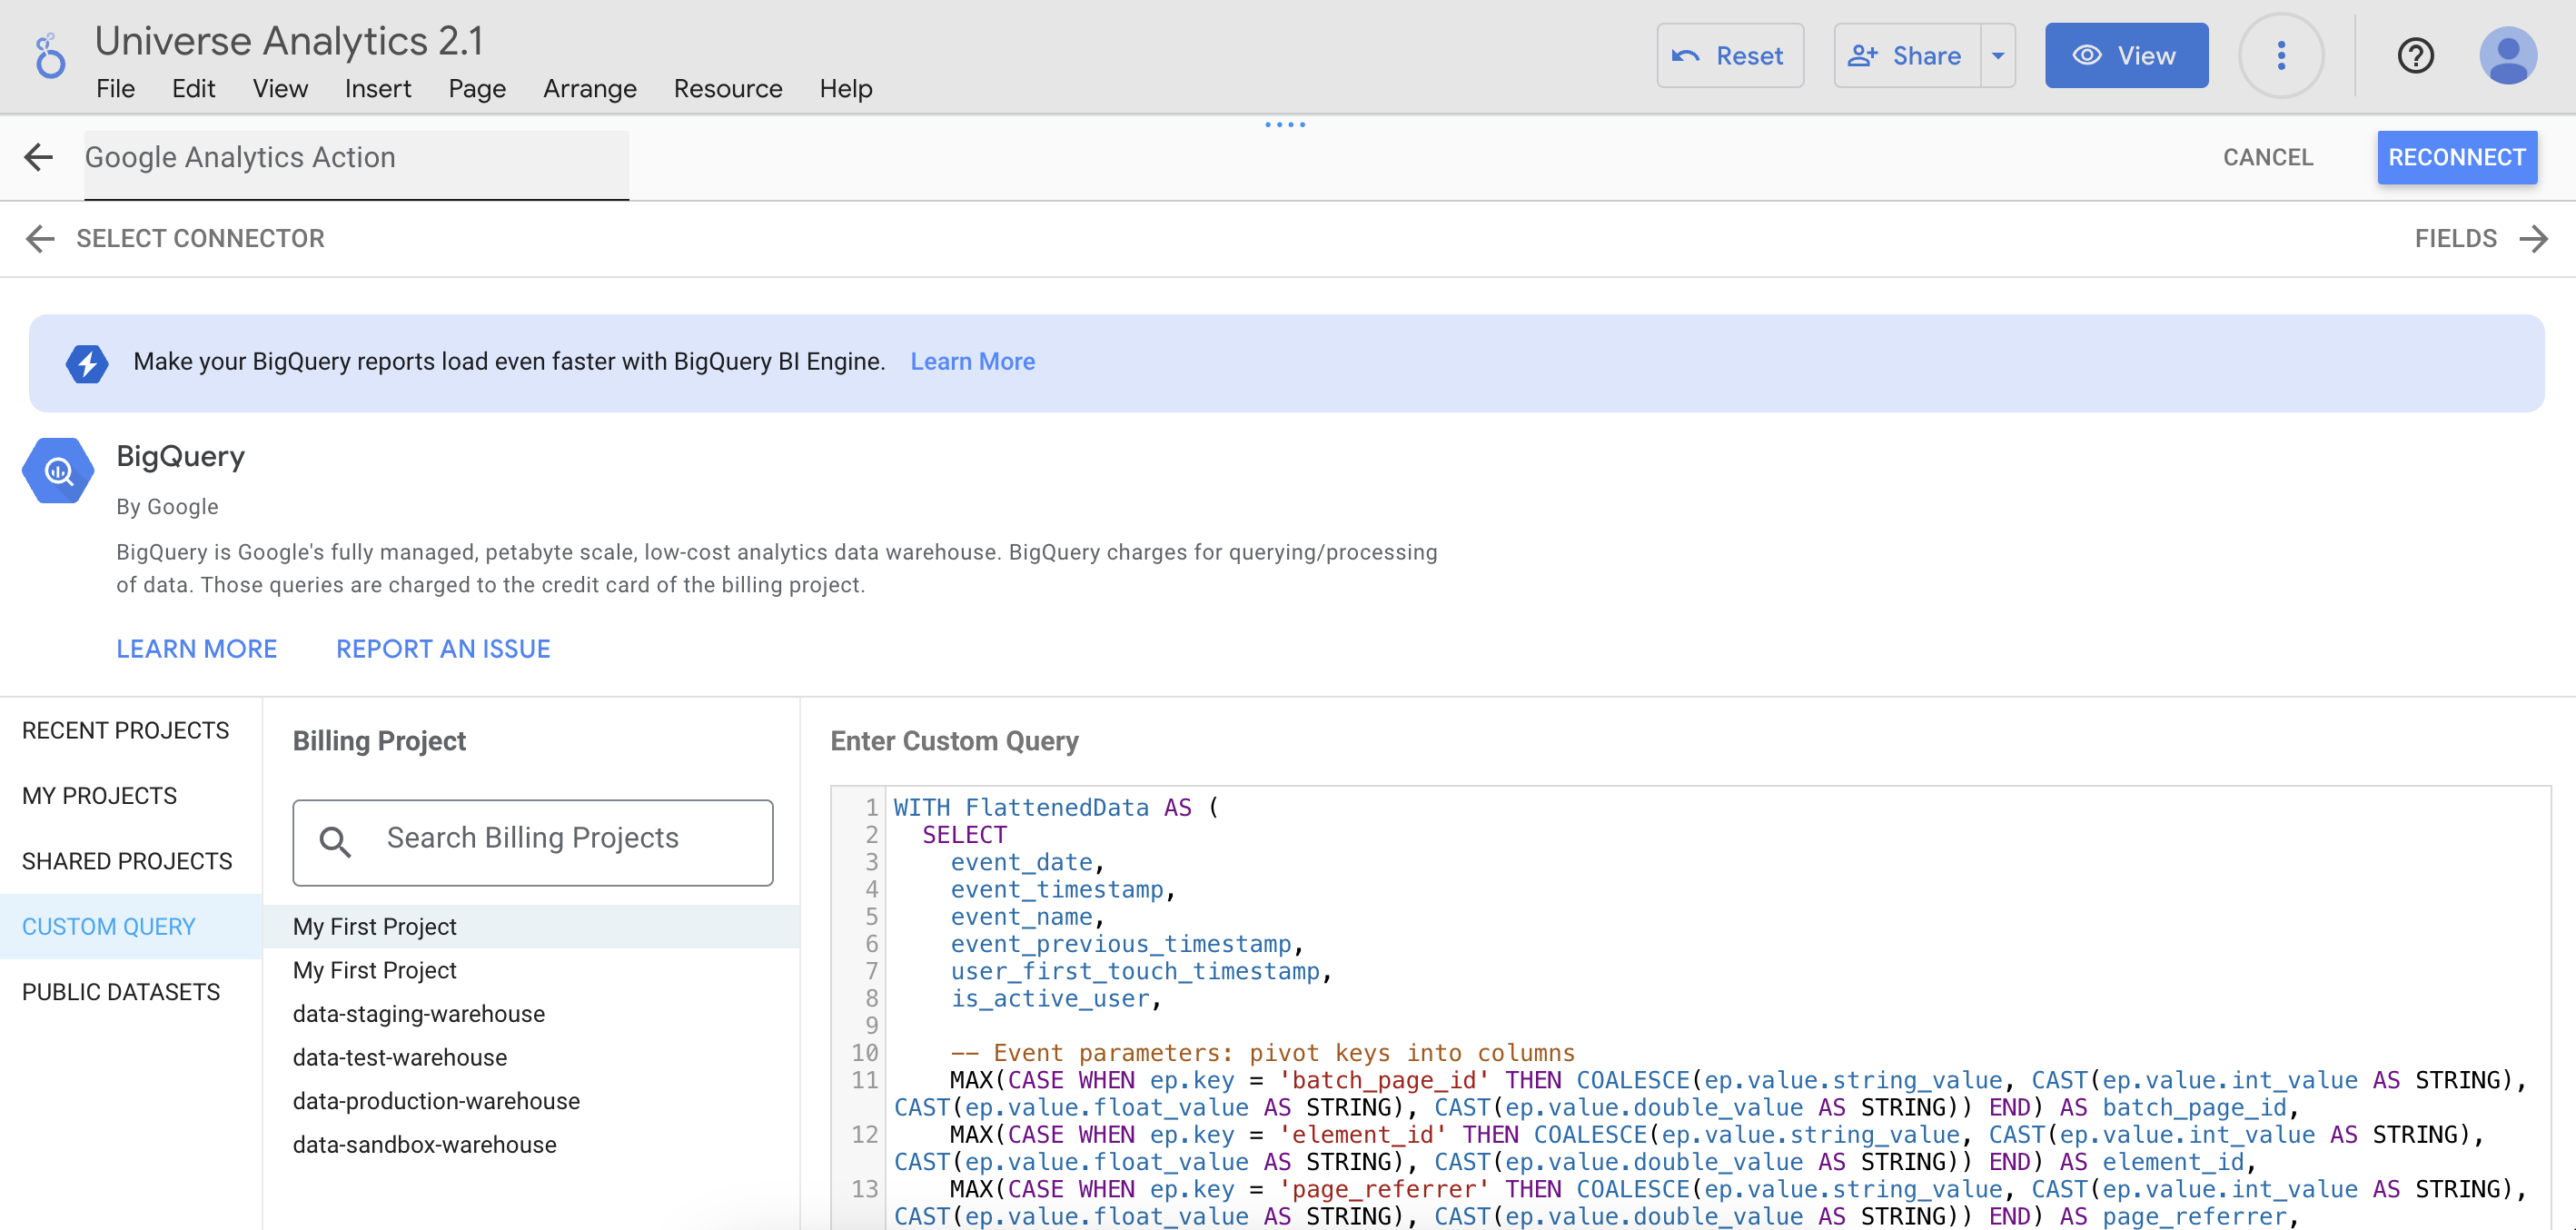 Universe Analytics 2.1
File Edit View Insert Page Arrange Resource Help
Reset Share View
Google Analytics Action
CANCEL RECONNECT
SELECT CONNECTOR
FIELDS
Make your BigQuery reports load even faster with BigQuery BI Engine. Learn More
BigQuery
By Google
BigQuery is Google's fully managed, petabyte scale, low-cost analytics data warehouse. BigQuery charges for querying/processing
of data. Those queries are charged to the credit card of the billing project.
LEARN MORE REPORT AN ISSUE
RECENT PROJECTS
MY PROJECTS
SHARED PROJECTS
CUSTOM QUERY
PUBLIC DATASETS
Billing Project
Search Billing Projects
My First Project
My First Project
data-staging-warehouse
data-test-warehouse
data-production-warehouse
data-sandbox-warehouse
Enter Custom Query
1 WITH FlattenedData AS (
2 SELECT
3 event_date,
4 event_timestamp,
5 event_name,
6 event_previous_timestamp,
7 user_first_touch_timestamp,
8 is_active_user,
9
10 -- Event parameters: pivot keys into columns
11 MAX(CASE WHEN ep.key = 'batch_page_id' THEN COALESCE(ep.value.string_value, CAST(ep.value.int_value AS STRING),
CAST(ep.value.float_value AS STRING), CAST(ep.value.double_value AS STRING)) END) AS batch_page_id,
12 MAX(CASE WHEN ep.key = 'element_id' THEN COALESCE(ep.value.string_value, CAST(ep.value.int_value AS STRING),
CAST(ep.value.float_value AS STRING), CAST(ep.value.double_value AS STRING)) END) AS element_id,
13 MAX(CASE WHEN ep.key = 'page_referrer' THEN COALESCE(ep.value.string_value, CAST(ep.value.int_value AS STRING),
CAST(ep.value.float_value AS STRING), CAST(ep.value.double_value AS STRING)) END) AS page_referrer,